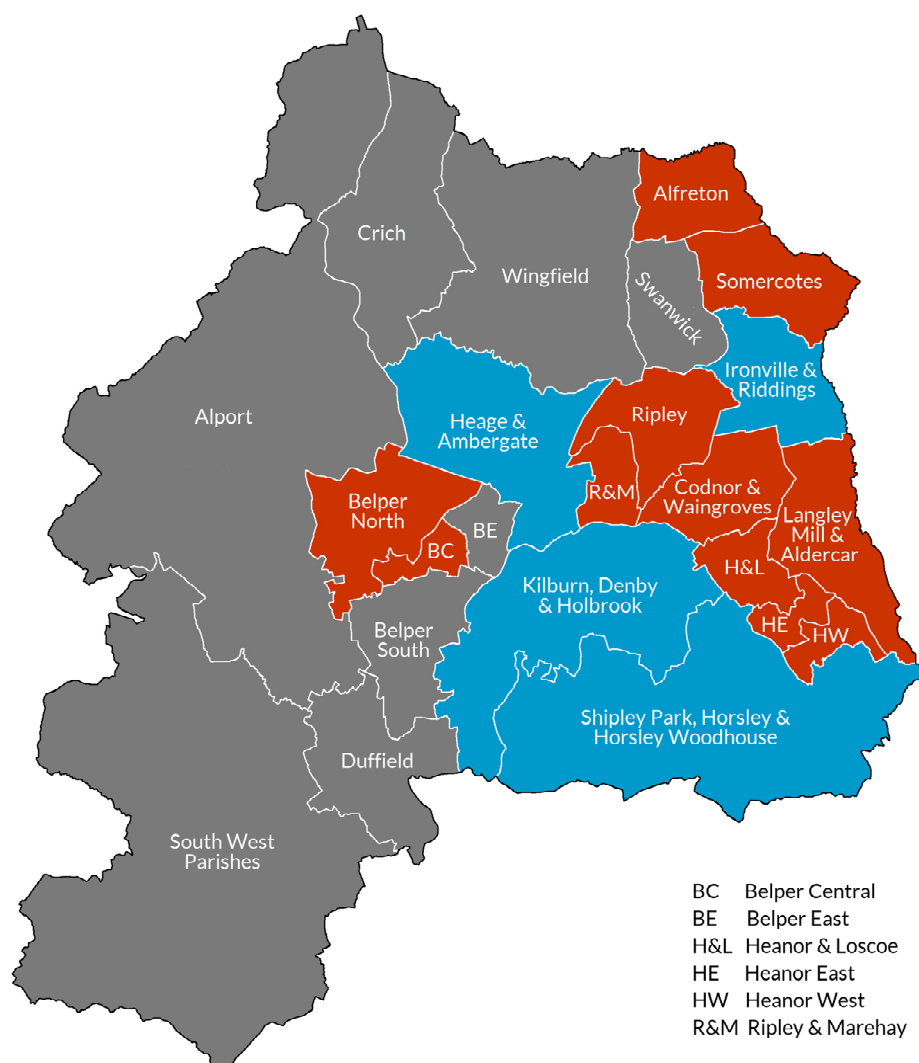 Alfreton
Crich
Wingfield
Swanwick
Somercotes
Ironville &
Riddings
Alport
Heage &
Ambergate
Ripley
R&M
Codnor &
Waingroves
Belper
North
BC
BE
Langley
Mill &
Aldercar
H&L
Kilburn, Denby
& Holbrook
HE
HW
Belper
South
Shipley Park, Horsley &
Horsley Woodhouse
Duffield
South West
Parishes
BC Belper Central
BE Belper East
H&L Heanor & Loscoe
HE Heanor East
HW Heanor West
R&M Ripley & Marehay